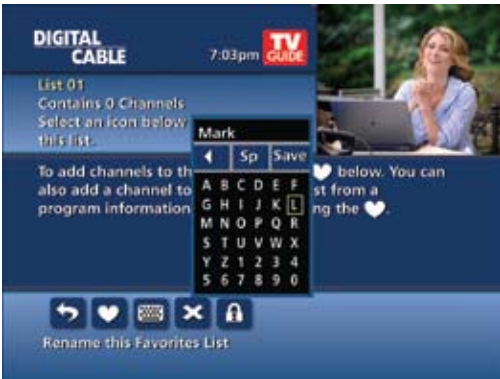 DIGITAL
CABLE
7:03pm
TV
GUIDE
List 01
Contains 0 Channels
Select an icon below
this list.
Mark
Sp Save
A B C D E F
G H I J K L
M N O P Q R
S T U V W X
Y Z 1 2 3 4
5 6 7 8 9 0
To add channels to th below. You can
also add a channel to st from a
program information ng the
Rename this Favorites List